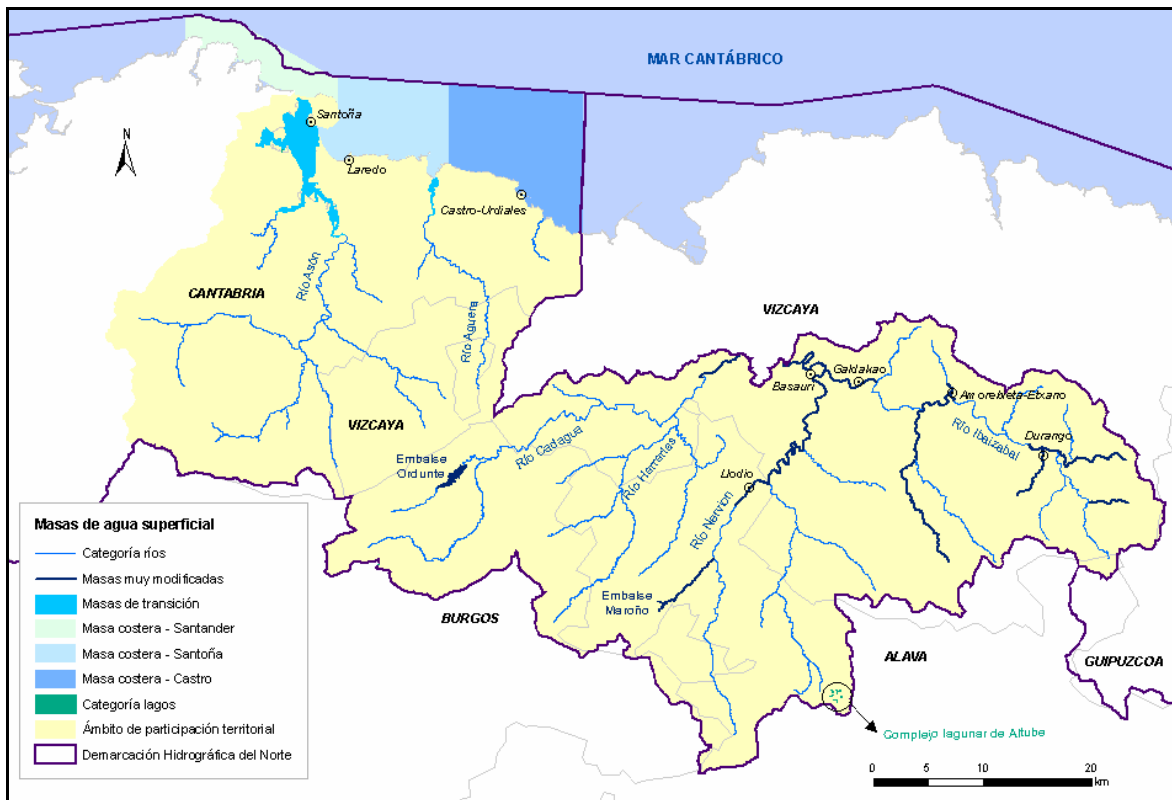 MAR CANTÁBRICO
N
Santoña
Laredo
Castro-Urdiales
CANTABRIA
Río Asón
Río Aguera
VIZCAYA
VIZCAYA
Galdakao
Basauri
Amorebieta-Etxano
Río Ibaizabal
Durango
Río Cadagua
Embalse
Ordunte
Río Herrerías
Llodio
Río Nervion
Embalse
Maroño
BURGOS
ALAVA
GUIPUZCOA
Complejo lagunar de Altube
Masas de agua superficial
Categoría ríos
Masas muy modificadas
Masas de transición
Masa costera - Santander
Masa costera - Santoña
Masa costera - Castro
Categoría lagos
Ámbito de participación territorial
Demarcación Hidrográfica del Norte
0 5 10 20
km